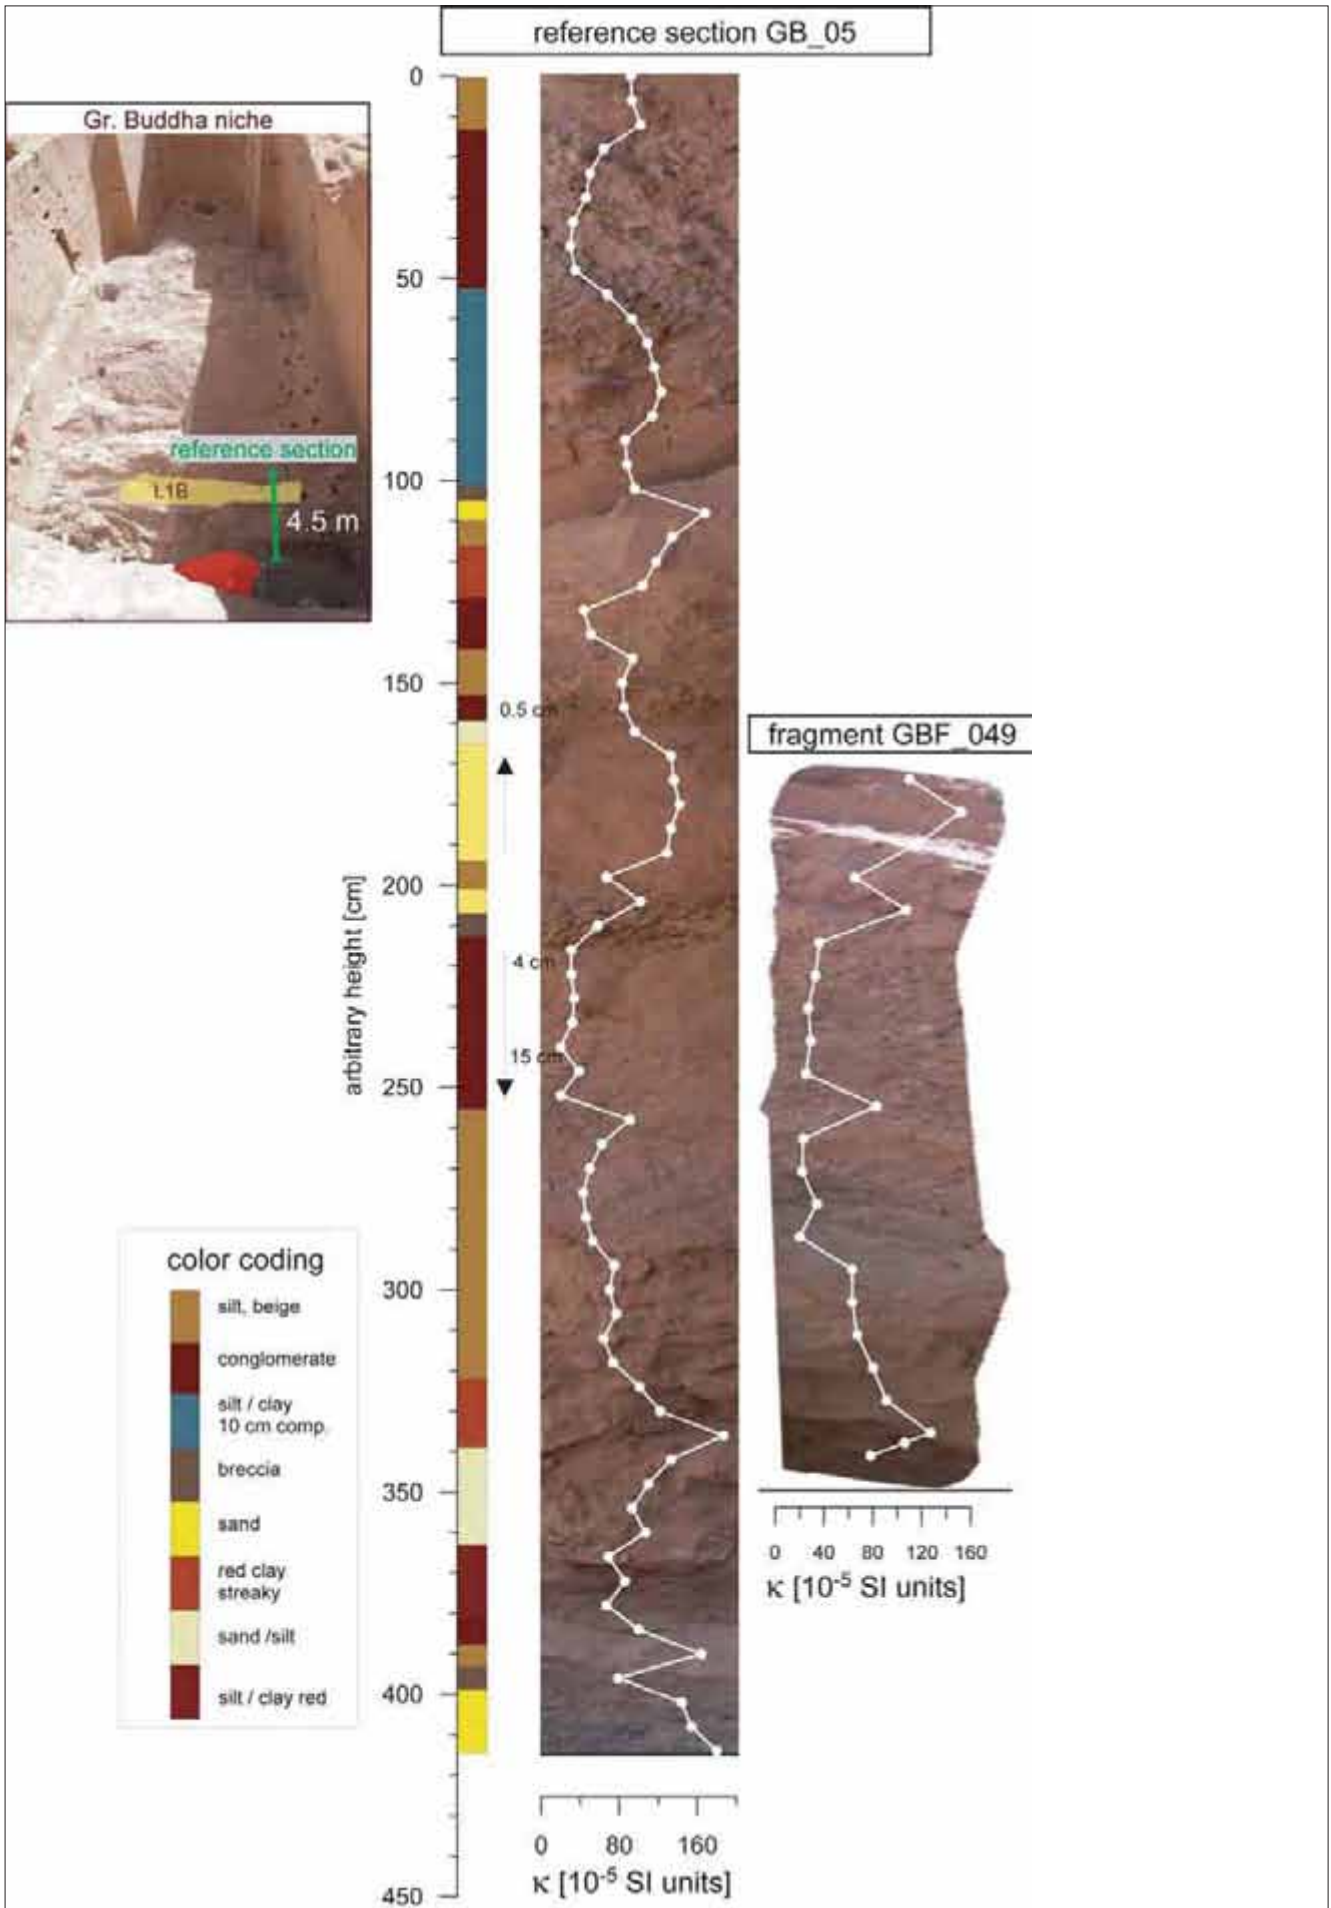 reference section GB_05
Gr. Buddha niche
reference section
L1B
4.5 m
0
50
100
150
200
250
300
350
400
450
arbitrary height [cm]
0.5 cm
4 cm
15 cm
fragment GBF_049
0 40 80 120 160
κ [10⁻⁵ SI units]
color coding
silt, beige
conglomerate
silt / clay
10 cm comp.
breccia
sand
red clay
streaky
sand /silt
silt / clay red
0 80 160
κ [10⁻⁵ SI units]